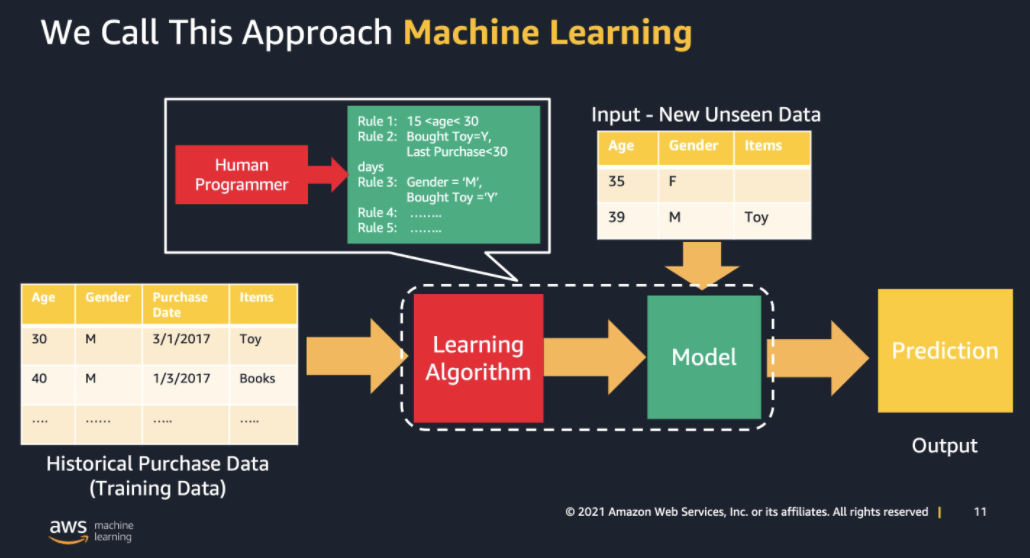 We Call This Approach Machine Learning
Human
Programmer
Rule 1: 15 <age< 30
Rule 2: Bought Toy=Y,
Last Purchase<30
days
Rule 3: Gender = ‘M’,
Bought Toy =‘Y’
Rule 4: ........
Rule 5: ........
Input - New Unseen Data
Age Gender Items
35 F
39 M Toy
Age Gender Purchase Date Items
30 M 3/1/2017 Toy
40 M 1/3/2017 Books
.... ...... ..... .....
Historical Purchase Data
(Training Data)
Learning
Algorithm
Model
Prediction
Output
aws machine
learning
© 2021 Amazon Web Services, Inc. or its affiliates. All rights reserved | 11